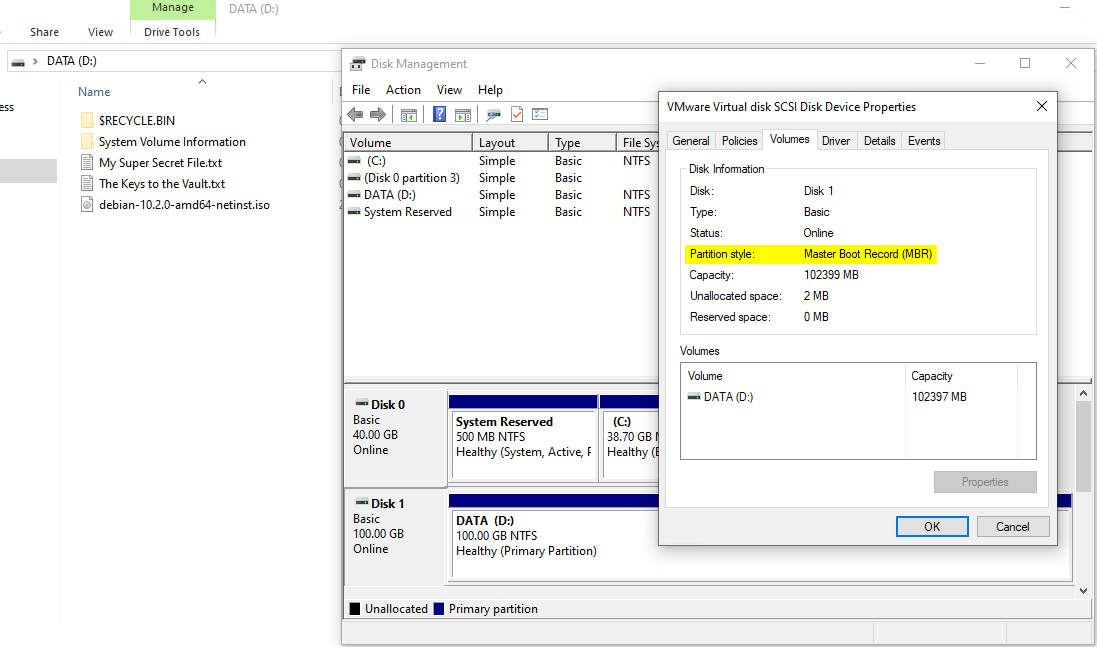 Manage
DATA (D:)
Share
View
Drive Tools
DATA (D:)
ess
Name
$RECYCLE.BIN
System Volume Information
My Super Secret File.txt
The Keys to the Vault.txt
debian-10.2.0-amd64-netinst.iso
Disk Management
File Action View Help
Volume Layout Type File Sy
(C:) Simple Basic NTFS
(Disk 0 partition 3) Simple Basic
DATA (D:) Simple Basic NTFS
System Reserved Simple Basic NTFS
Disk 0
Basic
40.00 GB
Online
System Reserved
500 MB NTFS
Healthy (System, Active, P
(C:)
38.70 GB N
Healthy (B
Disk 1
Basic
100.00 GB
Online
DATA (D:)
100.00 GB NTFS
Healthy (Primary Partition)
Unallocated Primary partition
VMware Virtual disk SCSI Disk Device Properties
General Policies Volumes Driver Details Events
Disk Information
Disk: Disk 1
Type: Basic
Status: Online
Partition style: Master Boot Record (MBR)
Capacity: 102399 MB
Unallocated space: 2 MB
Reserved space: 0 MB
Volumes
Volume Capacity
DATA (D:) 102397 MB
Properties
OK Cancel